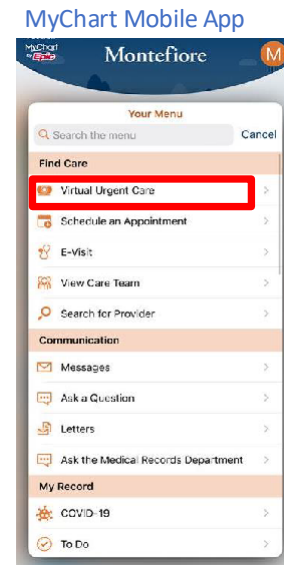 MyChart Mobile App
MyChart
by Epic
Montefiore
M
Your Menu
Search the menu
Cancel
Find Care
Virtual Urgent Care
Schedule an Appointment
E-Visit
View Care Team
Search for Provider
Communication
Messages
Ask a Question
Letters
Ask the Medical Records Department
My Record
COVID-19
To Do